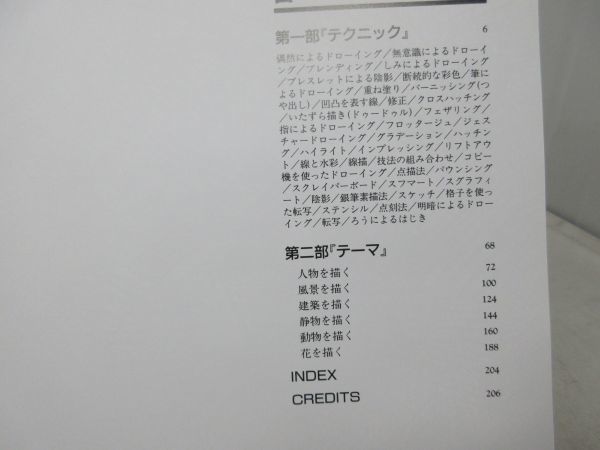 第一部『テクニック』 6
偶然によるドローイング／無意識によるドローイ
ング／ブレンディング／しみによるドローイング
／ブレスレットによる陰影／断続的な彩色／筆に
よるドローイング／重ね塗り／バーニッシング(つ
や出し)／凹凸を表す線／修正／クロスハッチング
／いたずら描き(ドゥードゥル)／フェザリング／
指によるドローイング／フロッタージュ／ジェス
チャードローイング／グラデーション／ハッチン
グ／ハイライト／インプレッシング／リフトアウ
ト／線と水彩／線描／技法の組み合わせ／コピー
機を使ったドローイング／点描法／パウンシング
／スクレイパーボード／スフマート／スグラフィ
ート／陰影／銀筆素描法／スケッチ／格子を使っ
た転写／ステンシル／点刻法／明暗によるドロー
イング／転写／ろうによるはじき
第二部『テーマ』 68
人物を描く 72
風景を描く 100
建築を描く 124
静物を描く 144
動物を描く 160
花を描く 188
INDEX 204
CREDITS 206